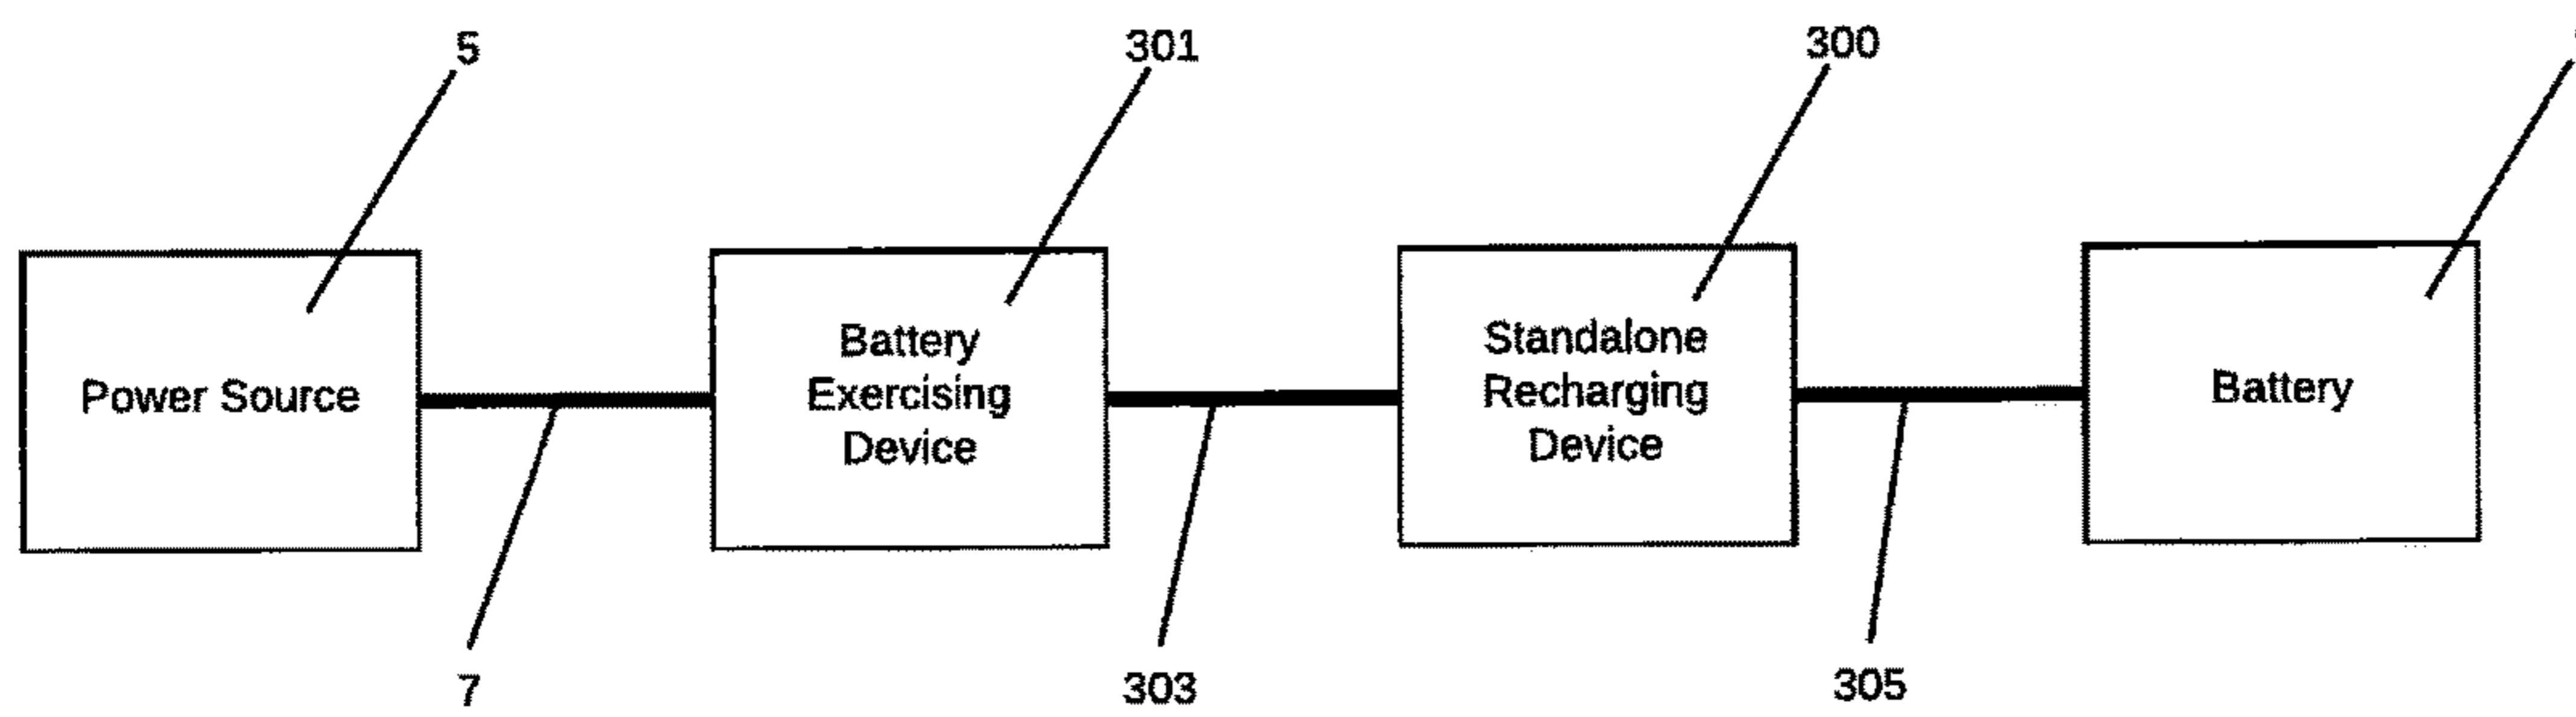 5
301
300
Power Source
Battery
Exercising
Device
Standalone
Recharging
Device
Battery
7
303
305